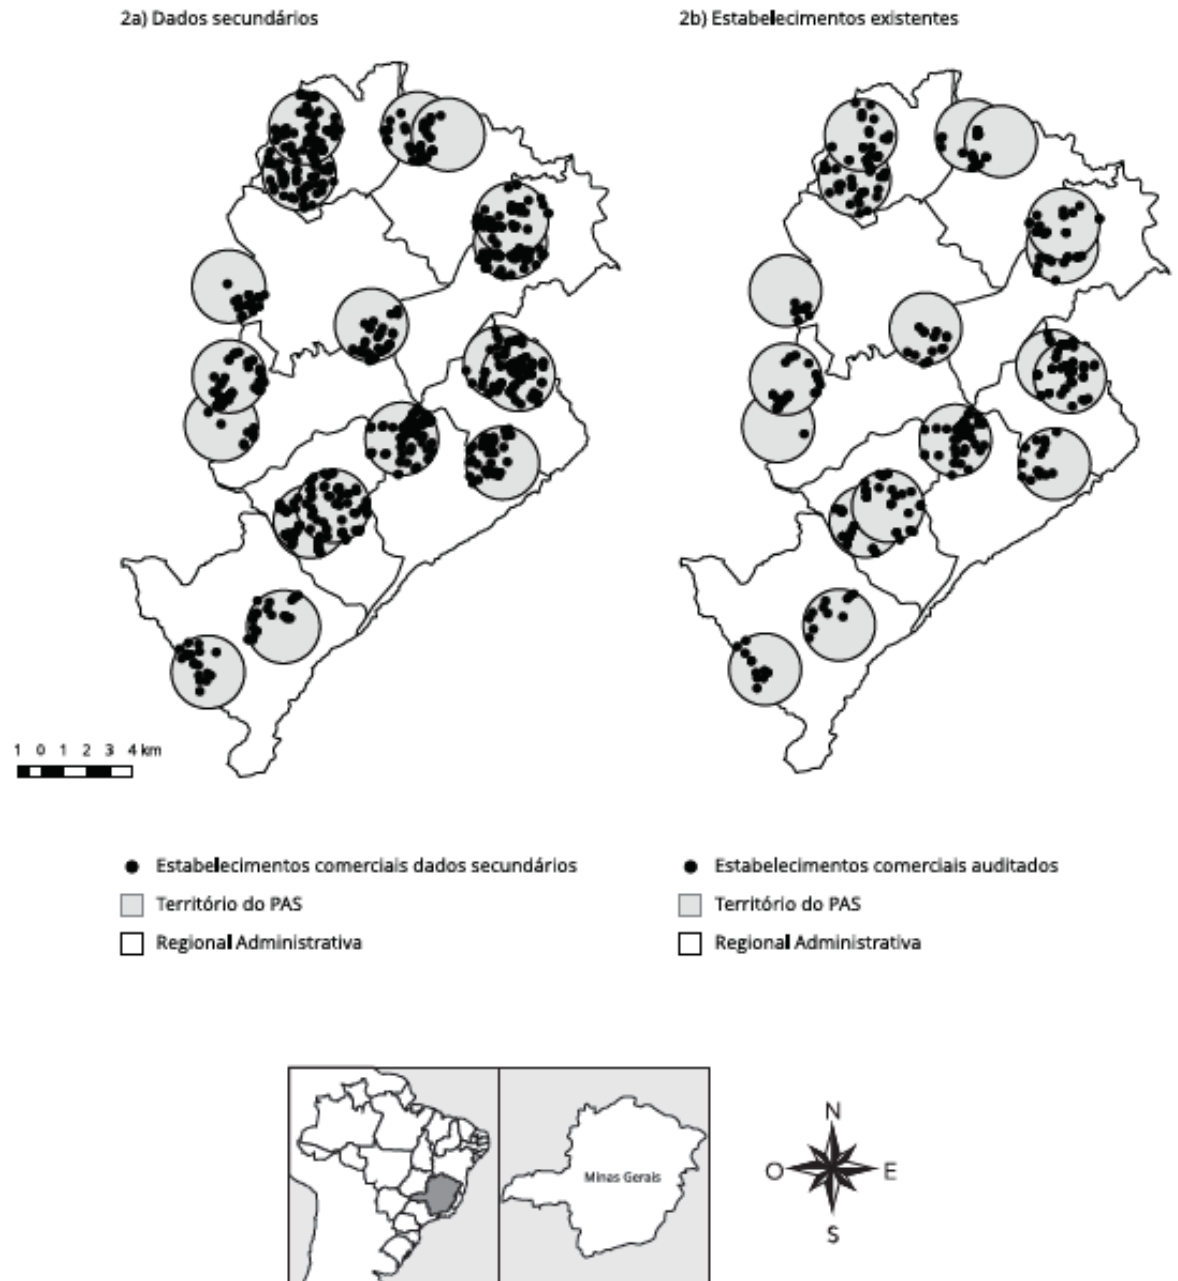 2a) Dados secundários
2b) Estabelecimentos existentes
1 0 1 2 3 4 km
Estabelecimentos comerciais dados secundários
Território do PAS
Regional Administrativa
Estabelecimentos comerciais auditados
Território do PAS
Regional Administrativa
Minas Gerais
N
O E
S